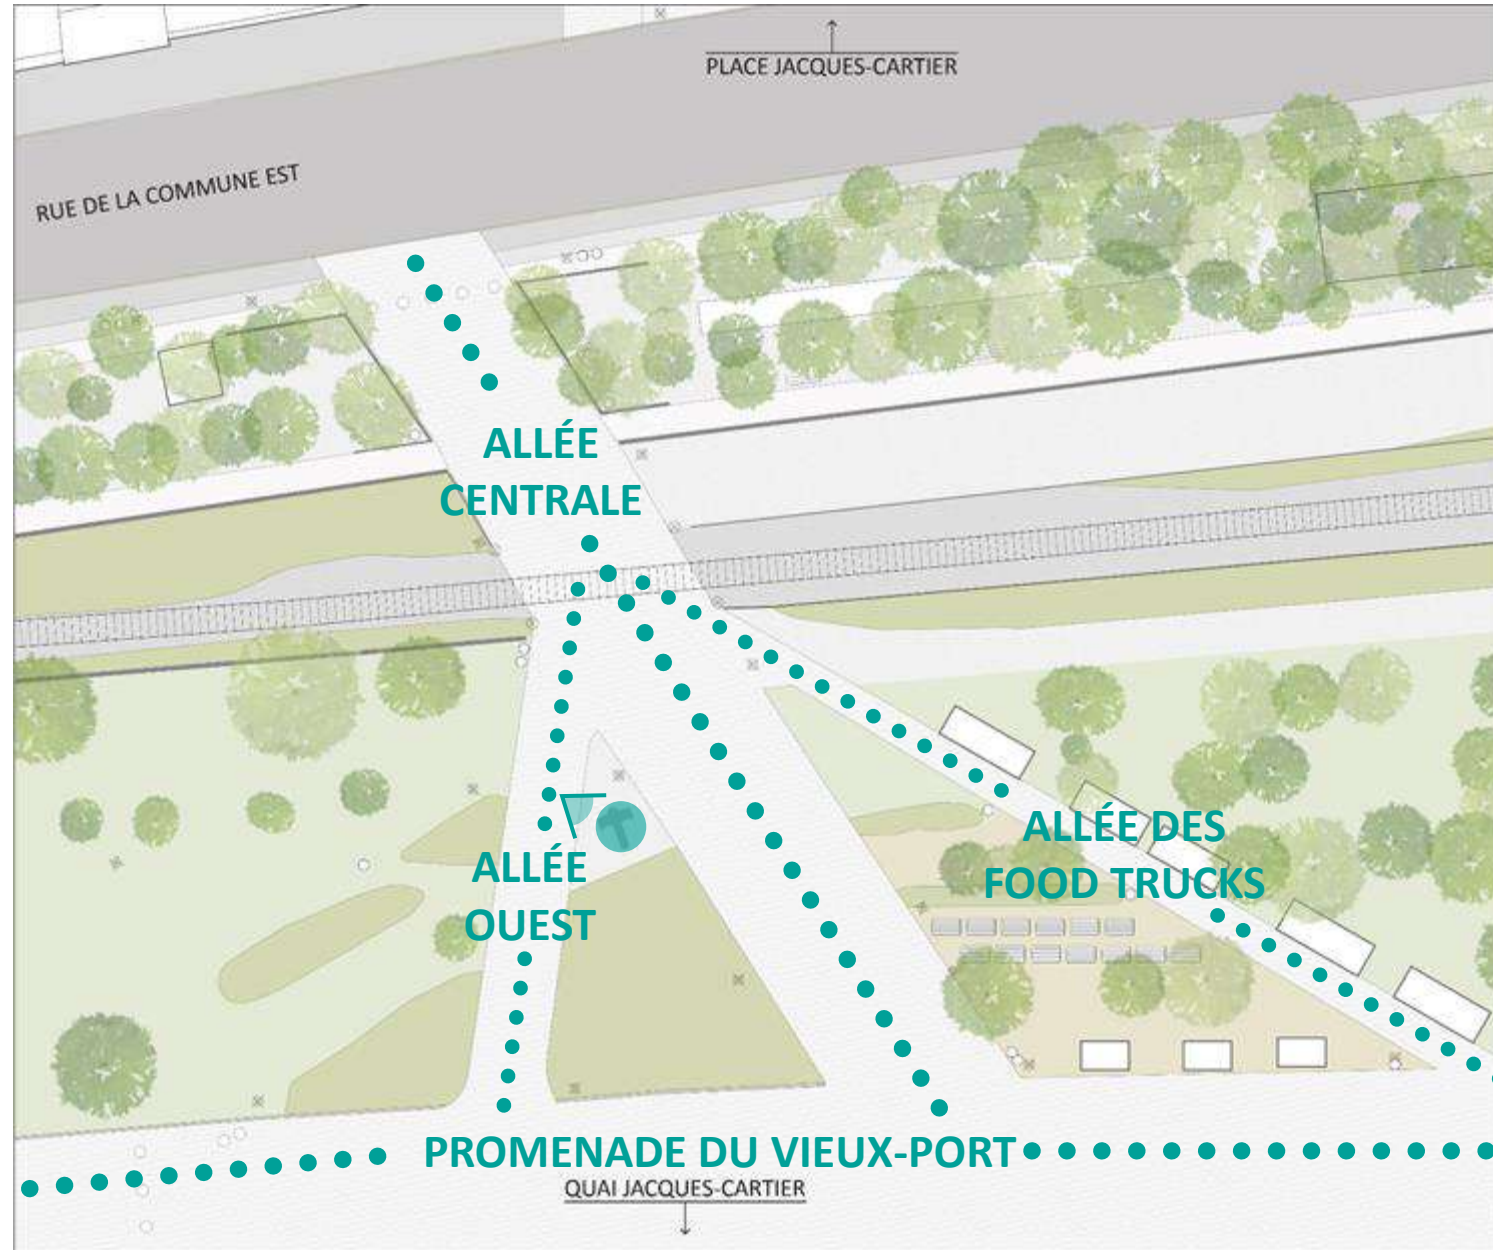 PLACE JACQUES-CARTIER
RUE DE LA COMMUNE EST
ALLÉE
CENTRALE
ALLÉE DES
FOOD TRUCKS
ALLÉE
OUEST
PROMENADE DU VIEUX-PORT
QUAI JACQUES-CARTIER